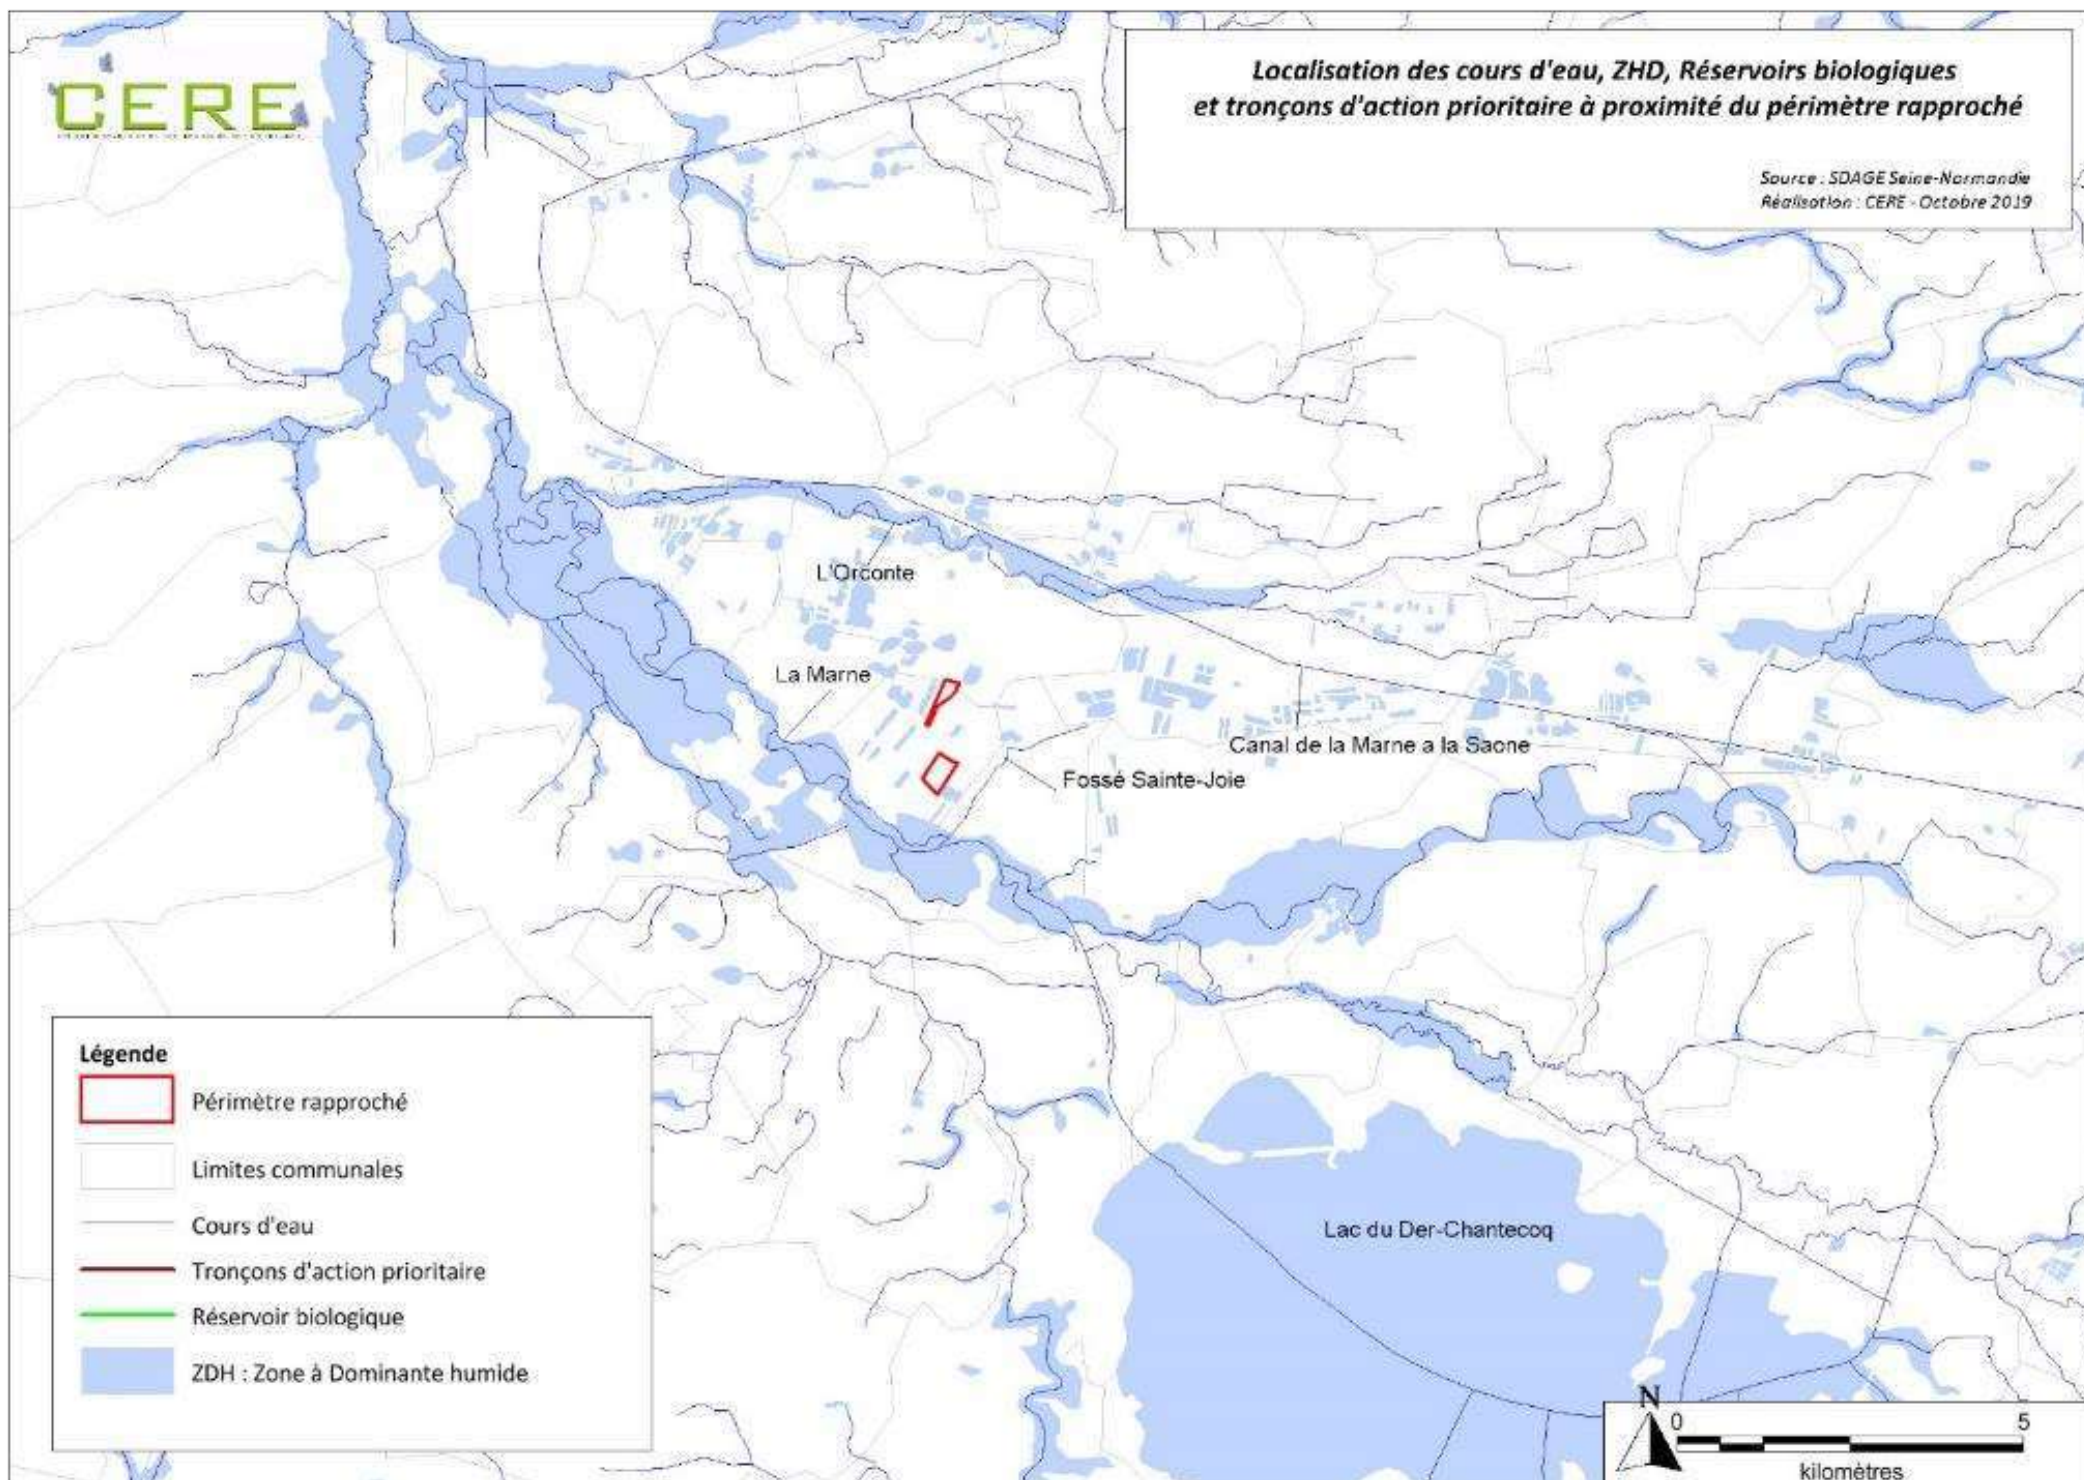 CERE
Localisation des cours d'eau, ZHD, Réservoirs biologiques
et tronçons d'action prioritaire à proximité du périmètre rapproché
Source : SDAGE Seine-Normandie
Réalisation : CERE - Octobre 2019
L'Orconte
La Marne
Canal de la Marne a la Saone
Fossé Sainte-Joie
Lac du Der-Chantecoq
Légende
Périmètre rapproché
Limites communales
Cours d'eau
Tronçons d'action prioritaire
Réservoir biologique
ZDH : Zone à Dominante humide
N
0 5
kilomètres